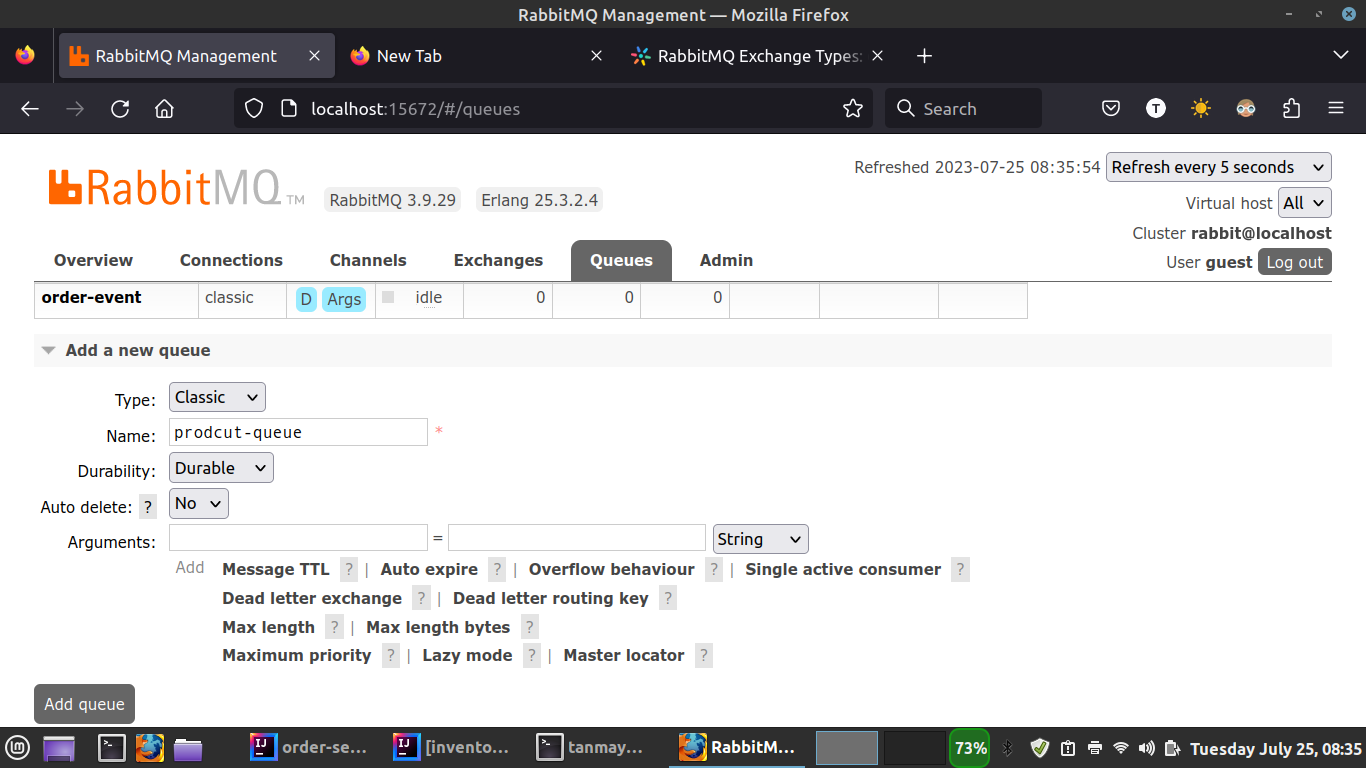 RabbitMQ Management — Mozilla Firefox
RabbitMQ Management New Tab RabbitMQ Exchange Types:
localhost:15672/#/queues Search T
Refreshed 2023-07-25 08:35:54 Refresh every 5 seconds
RabbitMQ TM RabbitMQ 3.9.29 Erlang 25.3.2.4
Virtual host All
Cluster rabbit@localhost
User guest Log out
Overview Connections Channels Exchanges Queues Admin
order-event classic D Args idle 0 0 0
Add a new queue
Type: Classic
Name: prodcut-queue *
Durability: Durable
Auto delete: ? No
Arguments: = String
Add Message TTL ? | Auto expire ? | Overflow behaviour ? | Single active consumer ?
Dead letter exchange ? | Dead letter routing key ?
Max length ? | Max length bytes ?
Maximum priority ? | Lazy mode ? | Master locator ?
Add queue
IJ order-se... IJ [invento... tanmay... RabbitM... 73% Tuesday July 25, 08:35